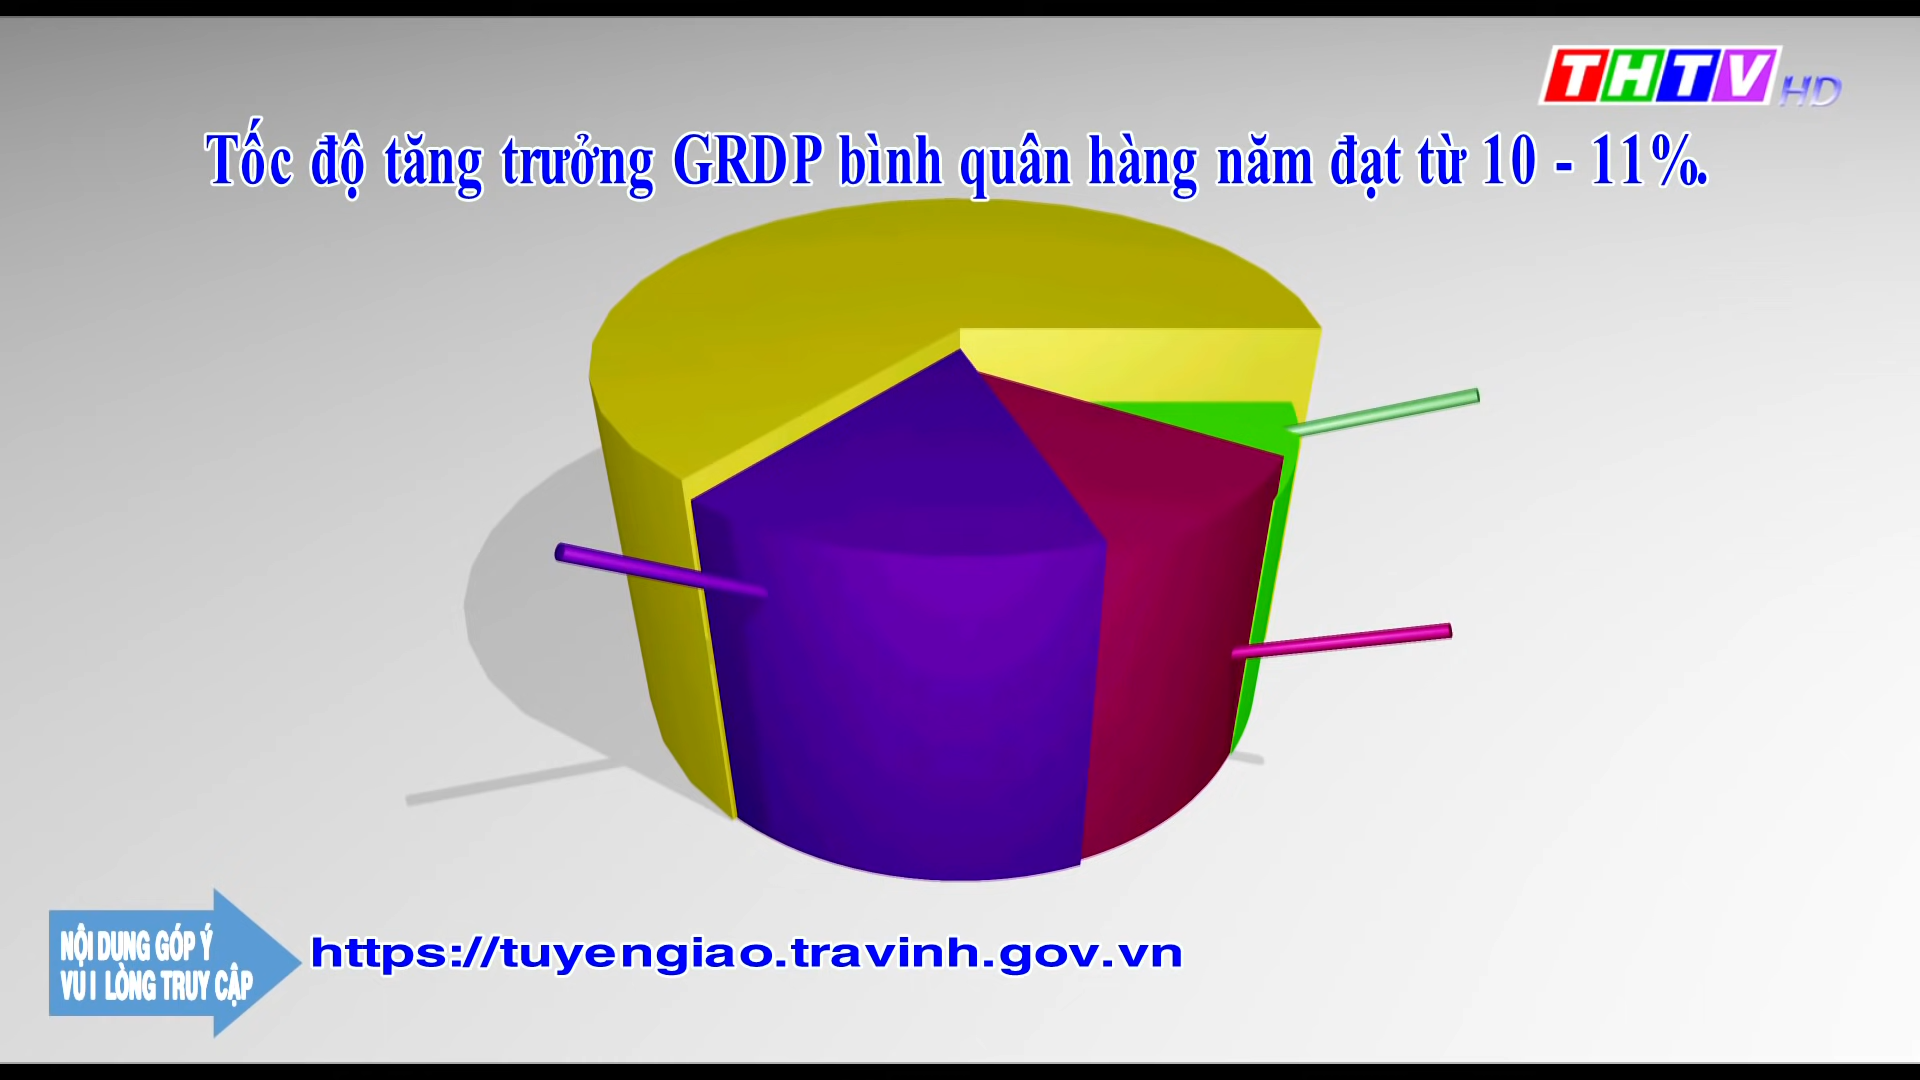 THTV HD
Tốc độ tăng trưởng GRDP bình quân hàng năm đạt từ 10 - 11%.
NỘI DUNG GÓP Ý
VUI LÒNG TRUY CẬP
https://tuyengiao.travinh.gov.vn